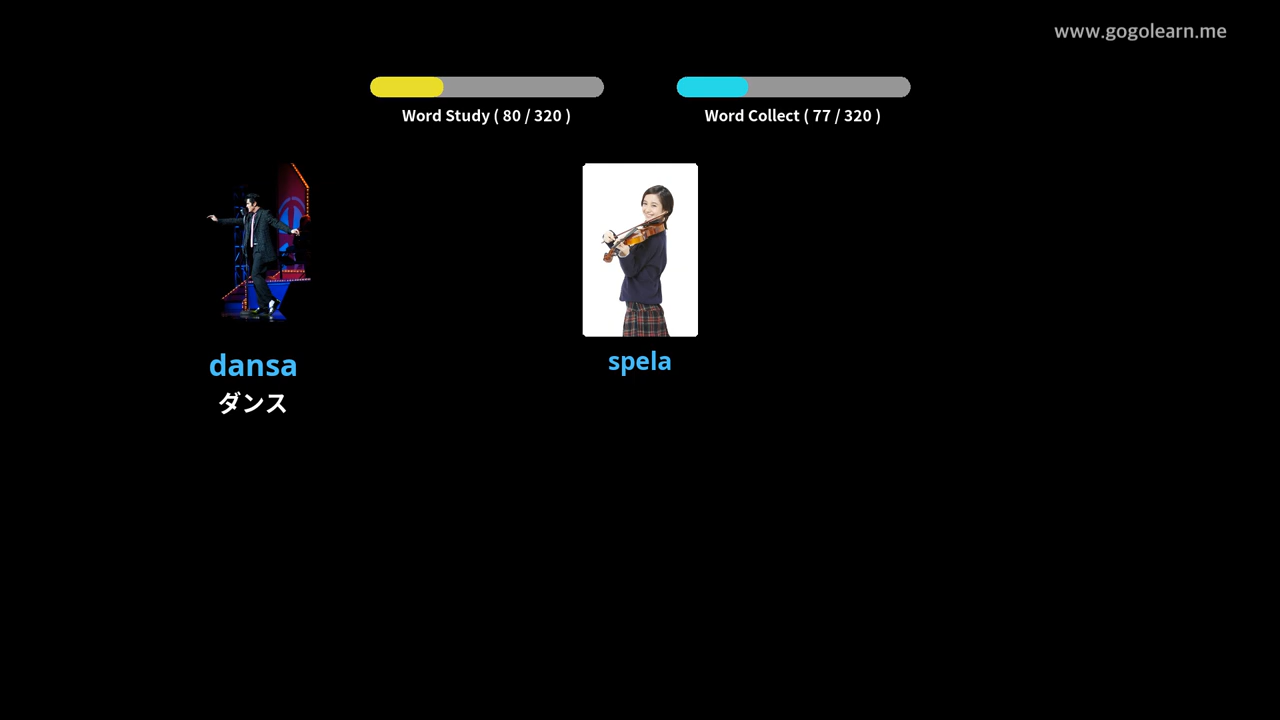 www.gogolearn.me
Word Study ( 80 / 320 )
Word Collect ( 77 / 320 )
dansa
ダンス
spela